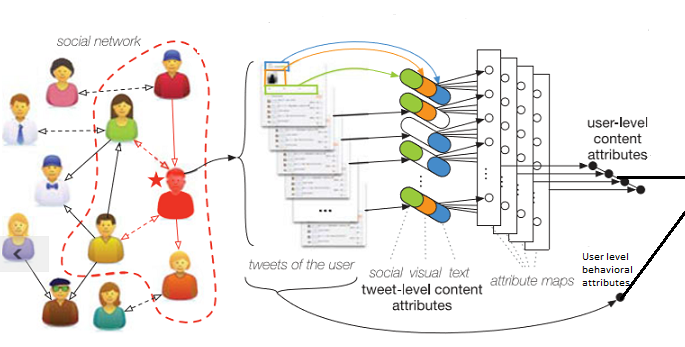 social network
tweets of the user
social visual text
tweet-level content
attributes
attribute maps
user-level
content
attributes
User level
behavioral
attributes